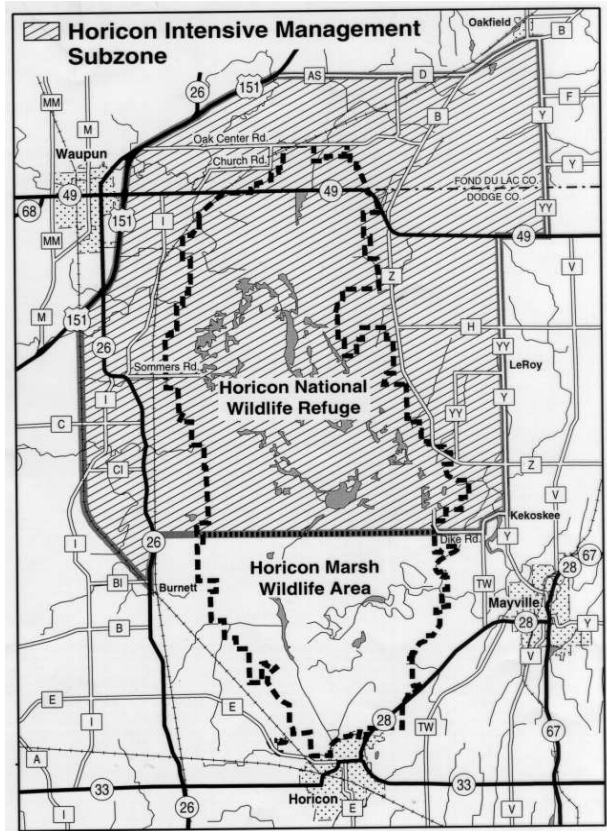 Horicon Intensive Management
Subzone
Oakfield
B
26
151
AS
D
MM
M
151
B
F
Oak Center Rd.
Y
Waupun
Church Rd.
Y
49
49
FOND DU LAC CO.
DODGE CO.
68
151
I
YY
49
MM
Z
V
M
151
H
26
YY
Sommers Rd.
LeRoy
Horicon National
Wildlife Refuge
I
Y
YY
C
CI
Z
V
Kekoskee
I
26
Dike Rd.
Y
67
Horicon Marsh
Wildlife Area
28
BI
Burnett
TW
Mayville
28
B
Y
V
E
E
I
28
TW
67
A
33
33
I
26
Horicon
E
V